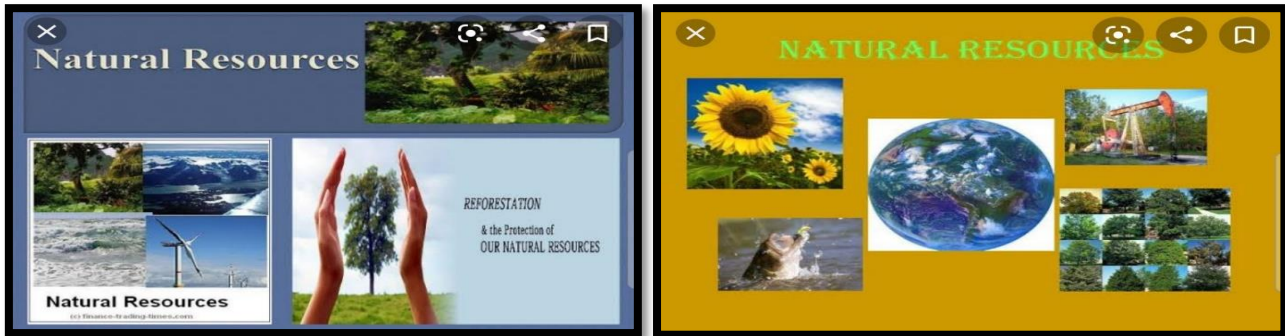 Natural Resources
REFORESTATION
& the Protection of
OUR NATURAL RESOURCES
Natural Resources
(c) finance-trading-times.com
NATURAL RESOURCES